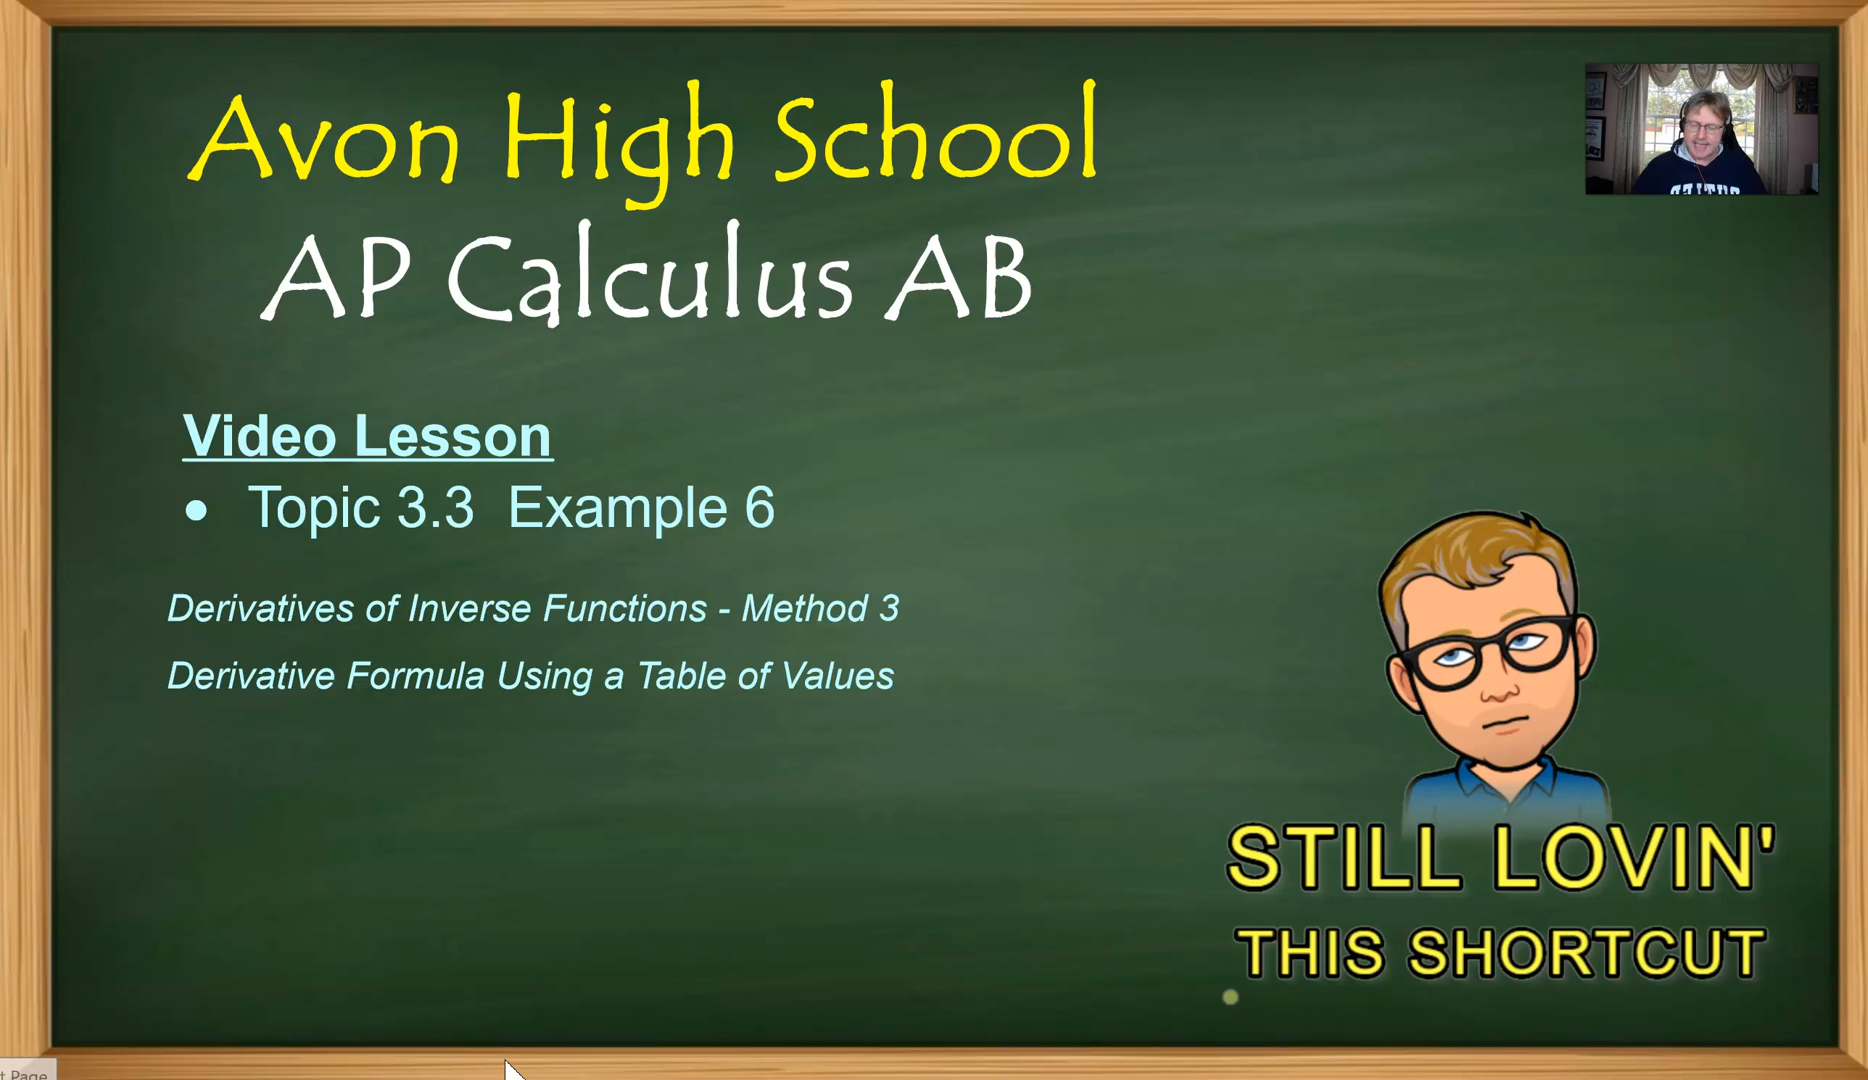 Avon High School
AP Calculus AB
Video Lesson
• Topic 3.3 Example 6
Derivatives of Inverse Functions - Method 3
Derivative Formula Using a Table of Values
STILL LOVIN'
THIS SHORTCUT
t Page